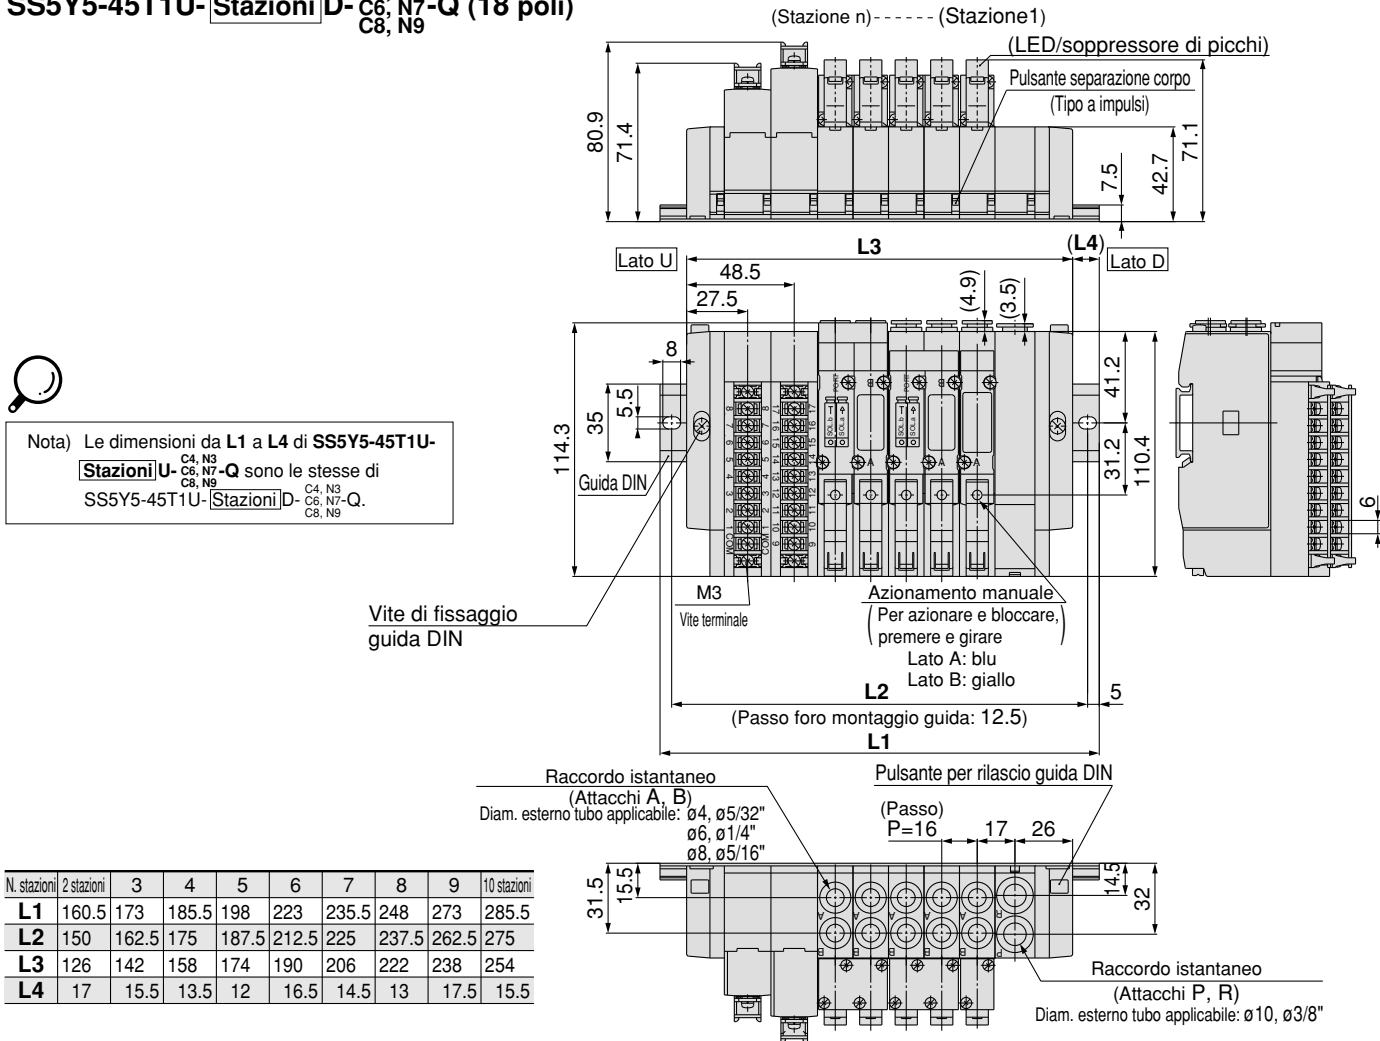 SS5Y5-45T1U- Stazioni D- C6, N7 -Q (18 poli)
C8, N9
(Stazione n)------ (Stazione1)
(LED/soppressore di picchi)
Pulsante separazione corpo
(Tipo a impulsi)
80.9
71.4
7.5
42.7
71.1
Lato U
L3
(L4)
Lato D
48.5
27.5
(4.9)
(3.5)
8
5.5
35
114.3
41.2
31.2
110.4
6
Guida DIN
Nota) Le dimensioni da L1 a L4 di SS5Y5-45T1U-
Stazioni U- C4, N3 C6, N7 C8, N9 -Q sono le stesse di
SS5Y5-45T1U- Stazioni D- C4, N3 C6, N7 C8, N9 -Q.
Vite di fissaggio
guida DIN
M3
Vite terminale
Azionamento manuale
(Per azionare e bloccare,
premere e girare)
Lato A: blu
Lato B: giallo
L2
5
(Passo foro montaggio guida: 12.5)
L1
Raccordo istantaneo
(Attacchi A, B)
Diam. esterno tubo applicabile: ø4, ø5/32"
ø6, ø1/4"
ø8, ø5/16"
Pulsante per rilascio guida DIN
(Passo)
P=16
17
26
31.5
15.5
14.5
32
Raccordo istantaneo
(Attacchi P, R)
Diam. esterno tubo applicabile: ø10, ø3/8"
N. stazioni 2 stazioni 3 4 5 6 7 8 9 10 stazioni
L1 160.5 173 185.5 198 223 235.5 248 273 285.5
L2 150 162.5 175 187.5 212.5 225 237.5 262.5 275
L3 126 142 158 174 190 206 222 238 254
L4 17 15.5 13.5 12 16.5 14.5 13 17.5 15.5